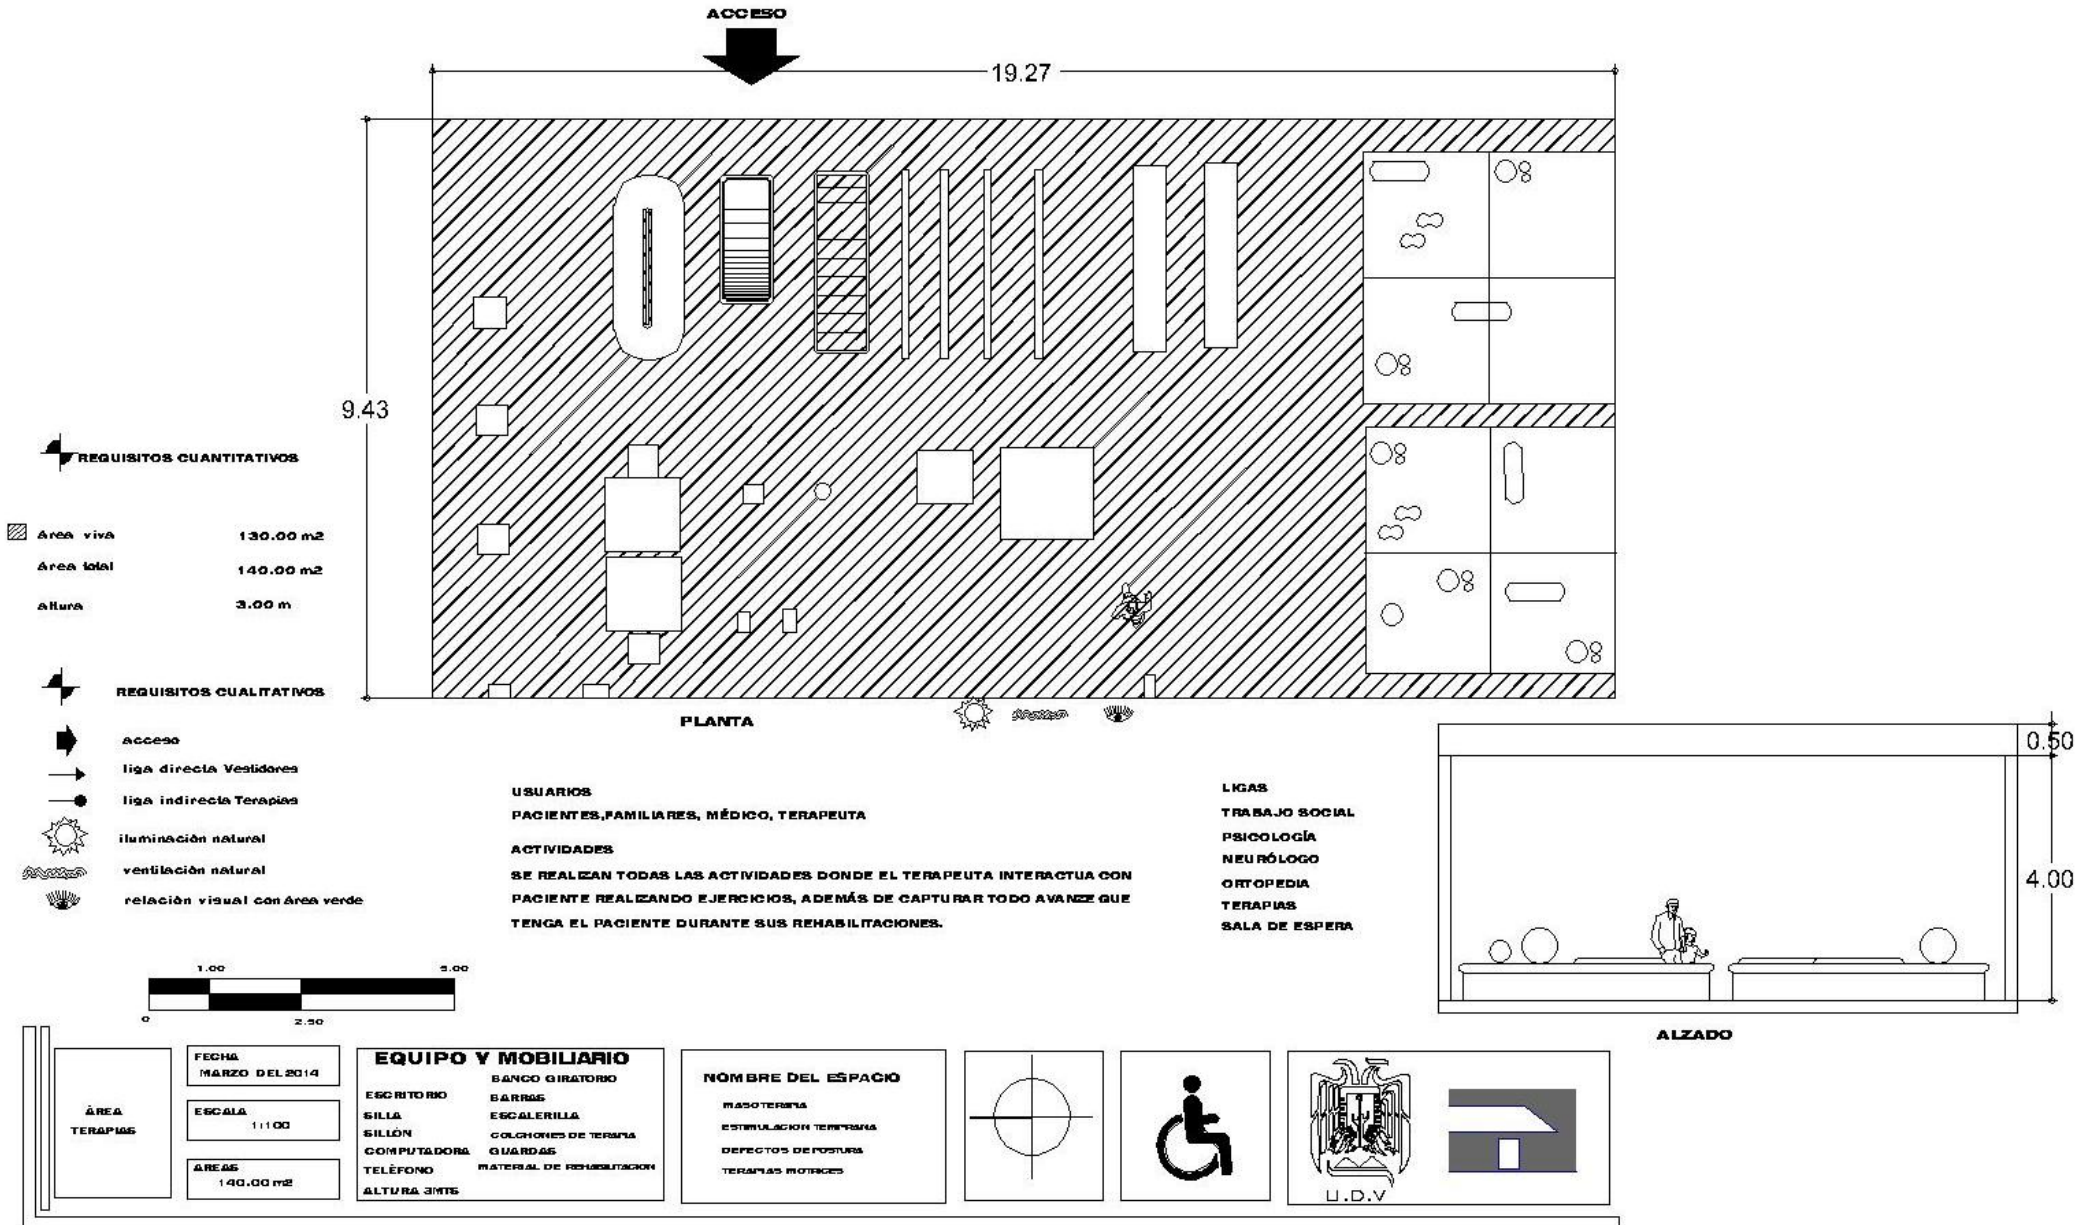 ACCESO
19.27
9.43
REQUISITOS CUANTITATIVOS
Área viva 130.00 m2
Área total 140.00 m2
altura 3.00 m
REQUISITOS CUALITATIVOS
acceso
liga directa Vestidores
liga indirecta Terapias
iluminación natural
ventilación natural
relación visual con área verde
PLANTA
USUARIOS
PACIENTES,FAMILIARES, MÉDICO, TERAPEUTA
ACTIVIDADES
SE REALIZAN TODAS LAS ACTIVIDADES DONDE EL TERAPEUTA INTERACTUA CON
PACIENTE REALIZANDO EJERCICIOS, ADEMÁS DE CAPTURAR TODO AVANZE QUE
TENGA EL PACIENTE DURANTE SUS REHABILITACIONES.
LIGAS
TRABAJO SOCIAL
PSICOLOGÍA
NEURÓLOGO
ORTOPEDIA
TERAPIAS
SALA DE ESPERA
0.50
4.00
ALZADO
1.00 5.00
0 2.50
ÁREA
TERAPIAS
FECHA
MARZO DEL 2014
ESCALA
1:100
AREAS
140.00 m2
EQUIPO Y MOBILIARIO
ESCRITORIO
SILLA
SILLÓN
COMPUTADORA
TELÉFONO
ALTURA 3MTS
BANCO GIRATORIO
BARRAS
ESCALERILLA
COLCHONES DE TERAPIA
GUARDAS
MATERIAL DE REHABILITACION
NOMBRE DEL ESPACIO
MASOTERAPIA
ESTIMULACION TEMPRANA
DEFECTOS DE POSTURA
TERAPIAS MOTRICES
U.D.V